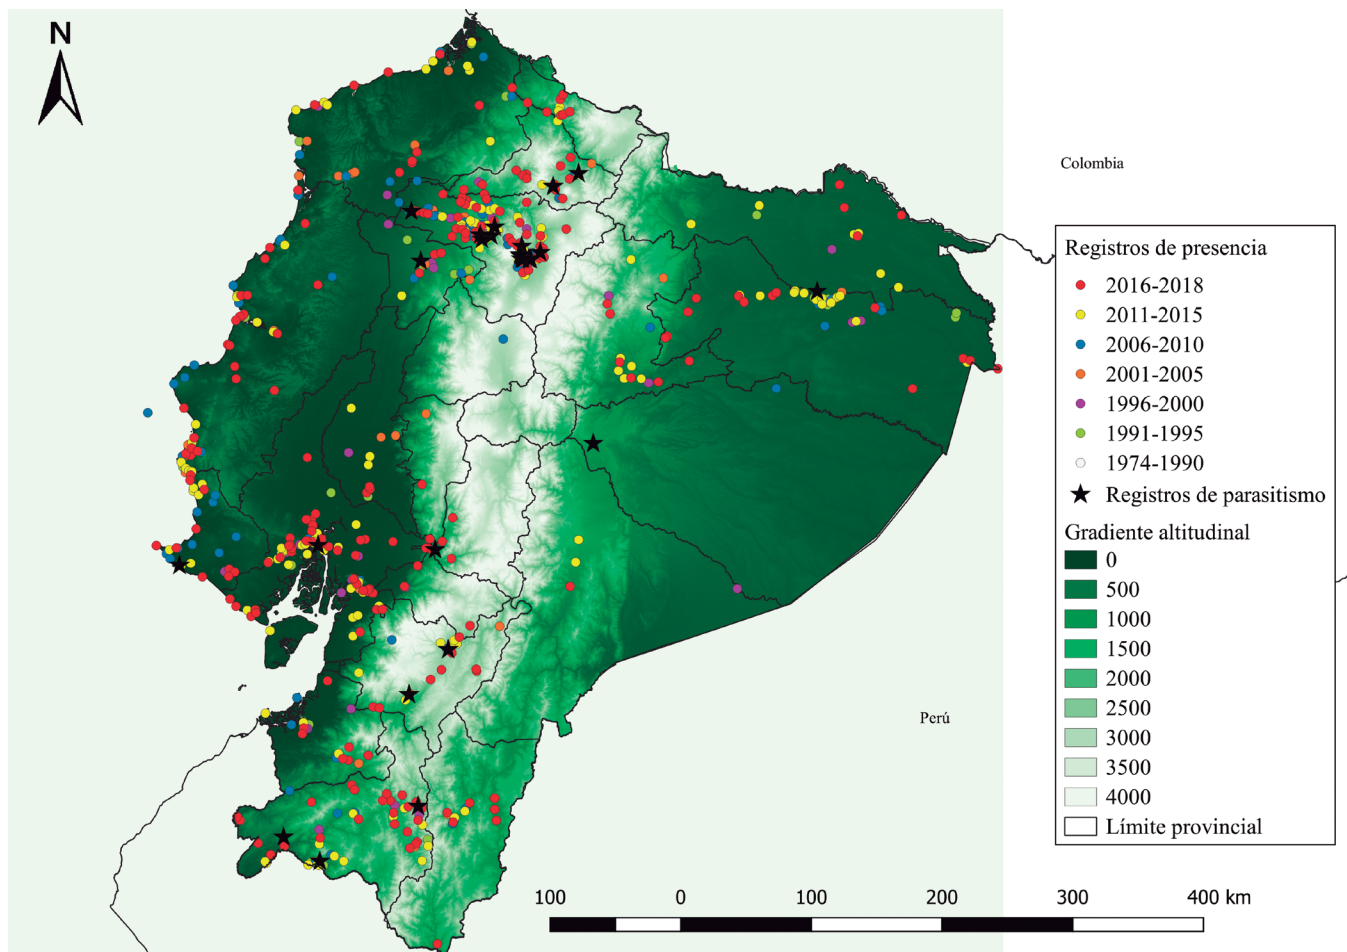 N
Colombia
Registros de presencia
2016-2018
2011-2015
2006-2010
2001-2005
1996-2000
1991-1995
1974-1990
Registros de parasitismo
Gradiente altitudinal
0
500
1000
1500
2000
2500
3000
3500
4000
Límite provincial
Perú
100 0 100 200 300 400 km